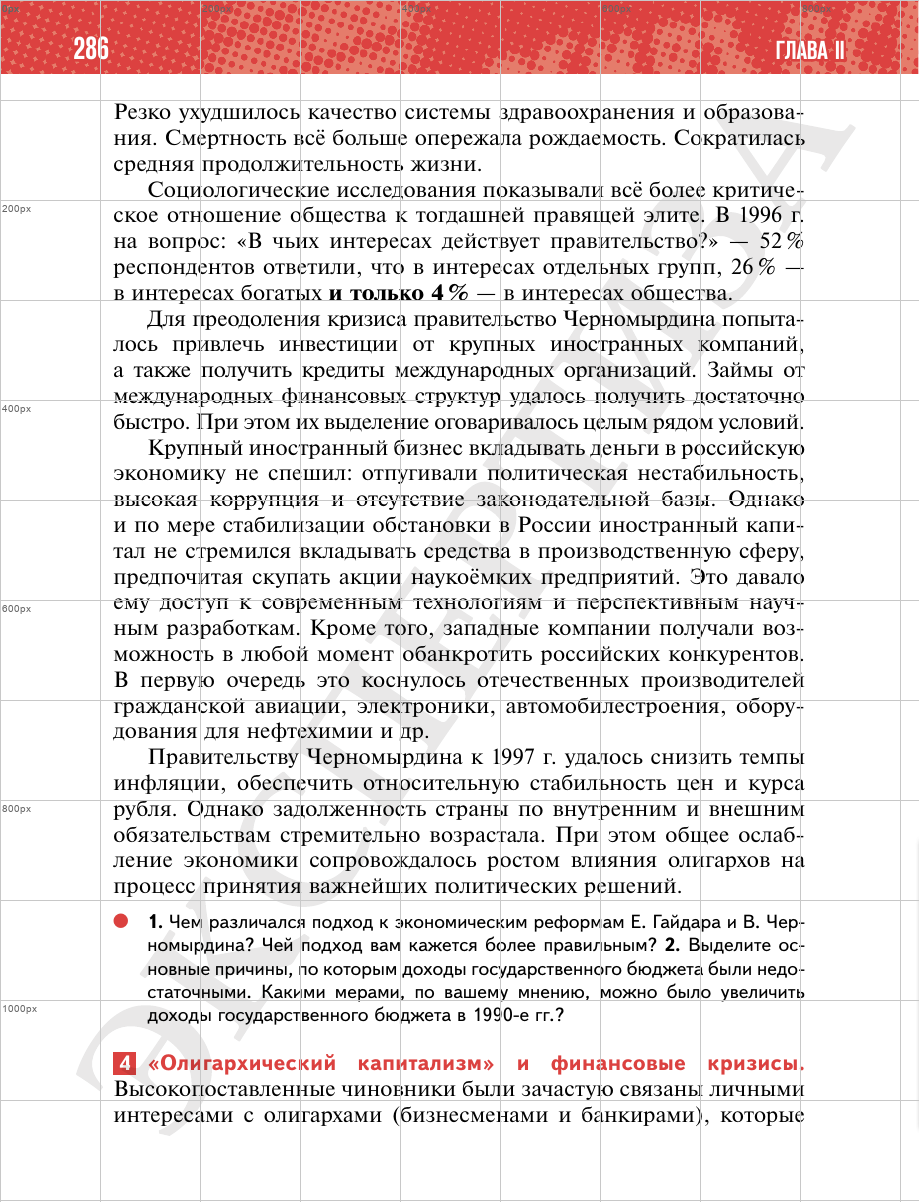 286
ГЛАВА II
Резко ухудшилось качество системы здравоохранения и образова-
ния. Смертность всё больше опережала рождаемость. Сократилась
средняя продолжительность жизни.
Социологические исследования показывали всё более критиче-
ское отношение общества к тогдашней правящей элите. В 1996 г.
на вопрос: «В чьих интересах действует правительство?» — 52 %
респондентов ответили, что в интересах отдельных групп, 26 % —
в интересах богатых и только 4 % — в интересах общества.
Для преодоления кризиса правительство Черномырдина попыта-
лось привлечь инвестиции от крупных иностранных компаний,
а также получить кредиты международных организаций. Займы от
международных финансовых структур удалось получить достаточно
быстро. При этом их выделение оговаривалось целым рядом условий.
Крупный иностранный бизнес вкладывать деньги в российскую
экономику не спешил: отпугивали политическая нестабильность,
высокая коррупция и отсутствие законодательной базы. Однако
и по мере стабилизации обстановки в России иностранный капи-
тал не стремился вкладывать средства в производственную сферу,
предпочитая скупать акции наукоёмких предприятий. Это давало
ему доступ к современным технологиям и перспективным науч-
ным разработкам. Кроме того, западные компании получали воз-
можность в любой момент обанкротить российских конкурентов.
В первую очередь это коснулось отечественных производителей
гражданской авиации, электроники, автомобилестроения, обору-
дования для нефтехимии и др.
Правительству Черномырдина к 1997 г. удалось снизить темпы
инфляции, обеспечить относительную стабильность цен и курса
рубля. Однако задолженность страны по внутренним и внешним
обязательствам стремительно возрастала. При этом общее ослаб-
ление экономики сопровождалось ростом влияния олигархов на
процесс принятия важнейших политических решений.
1. Чем различался подход к экономическим реформам Е. Гайдара и В. Чер-
номырдина? Чей подход вам кажется более правильным? 2. Выделите ос-
новные причины, по которым доходы государственного бюджета были недо-
статочными. Какими мерами, по вашему мнению, можно было увеличить
доходы государственного бюджета в 1990-е гг.?
4 «Олигархический капитализм» и финансовые кризисы.
Высокопоставленные чиновники были зачастую связаны личными
интересами с олигархами (бизнесменами и банкирами), которые
ЭКСПЕРТИЗА
200px
400px
600px
800px
1000px